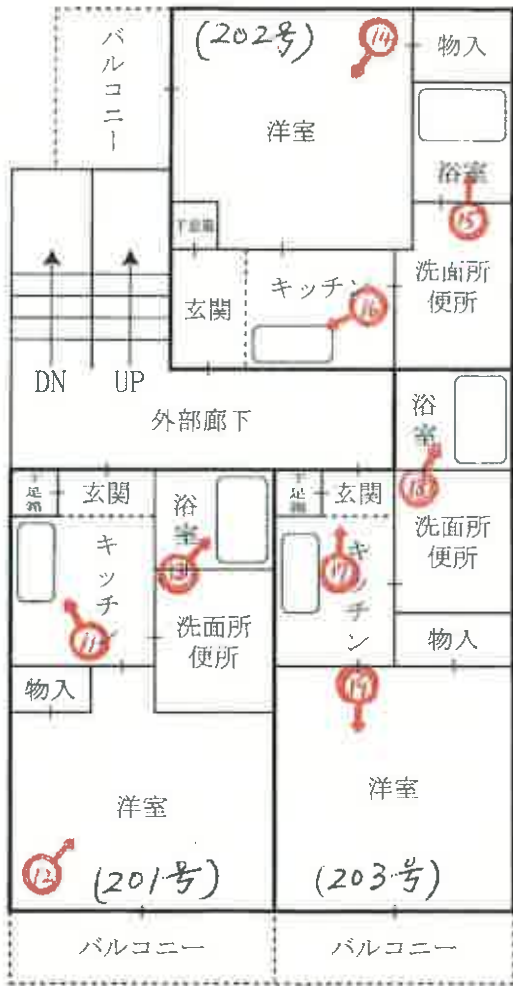 バルコニー
(202号)
14
物入
洋室
浴室
15
下足箱
洗面所
便所
キッチン
玄関
16
DN
UP
外部廊下
浴室
18
下足箱
玄関
浴室
下足箱
玄関
洗面所
便所
キッチン
13
17
キッチン
11
洗面所
便所
物入
物入
19
洋室
洋室
12
(201号)
(203号)
バルコニー
バルコニー